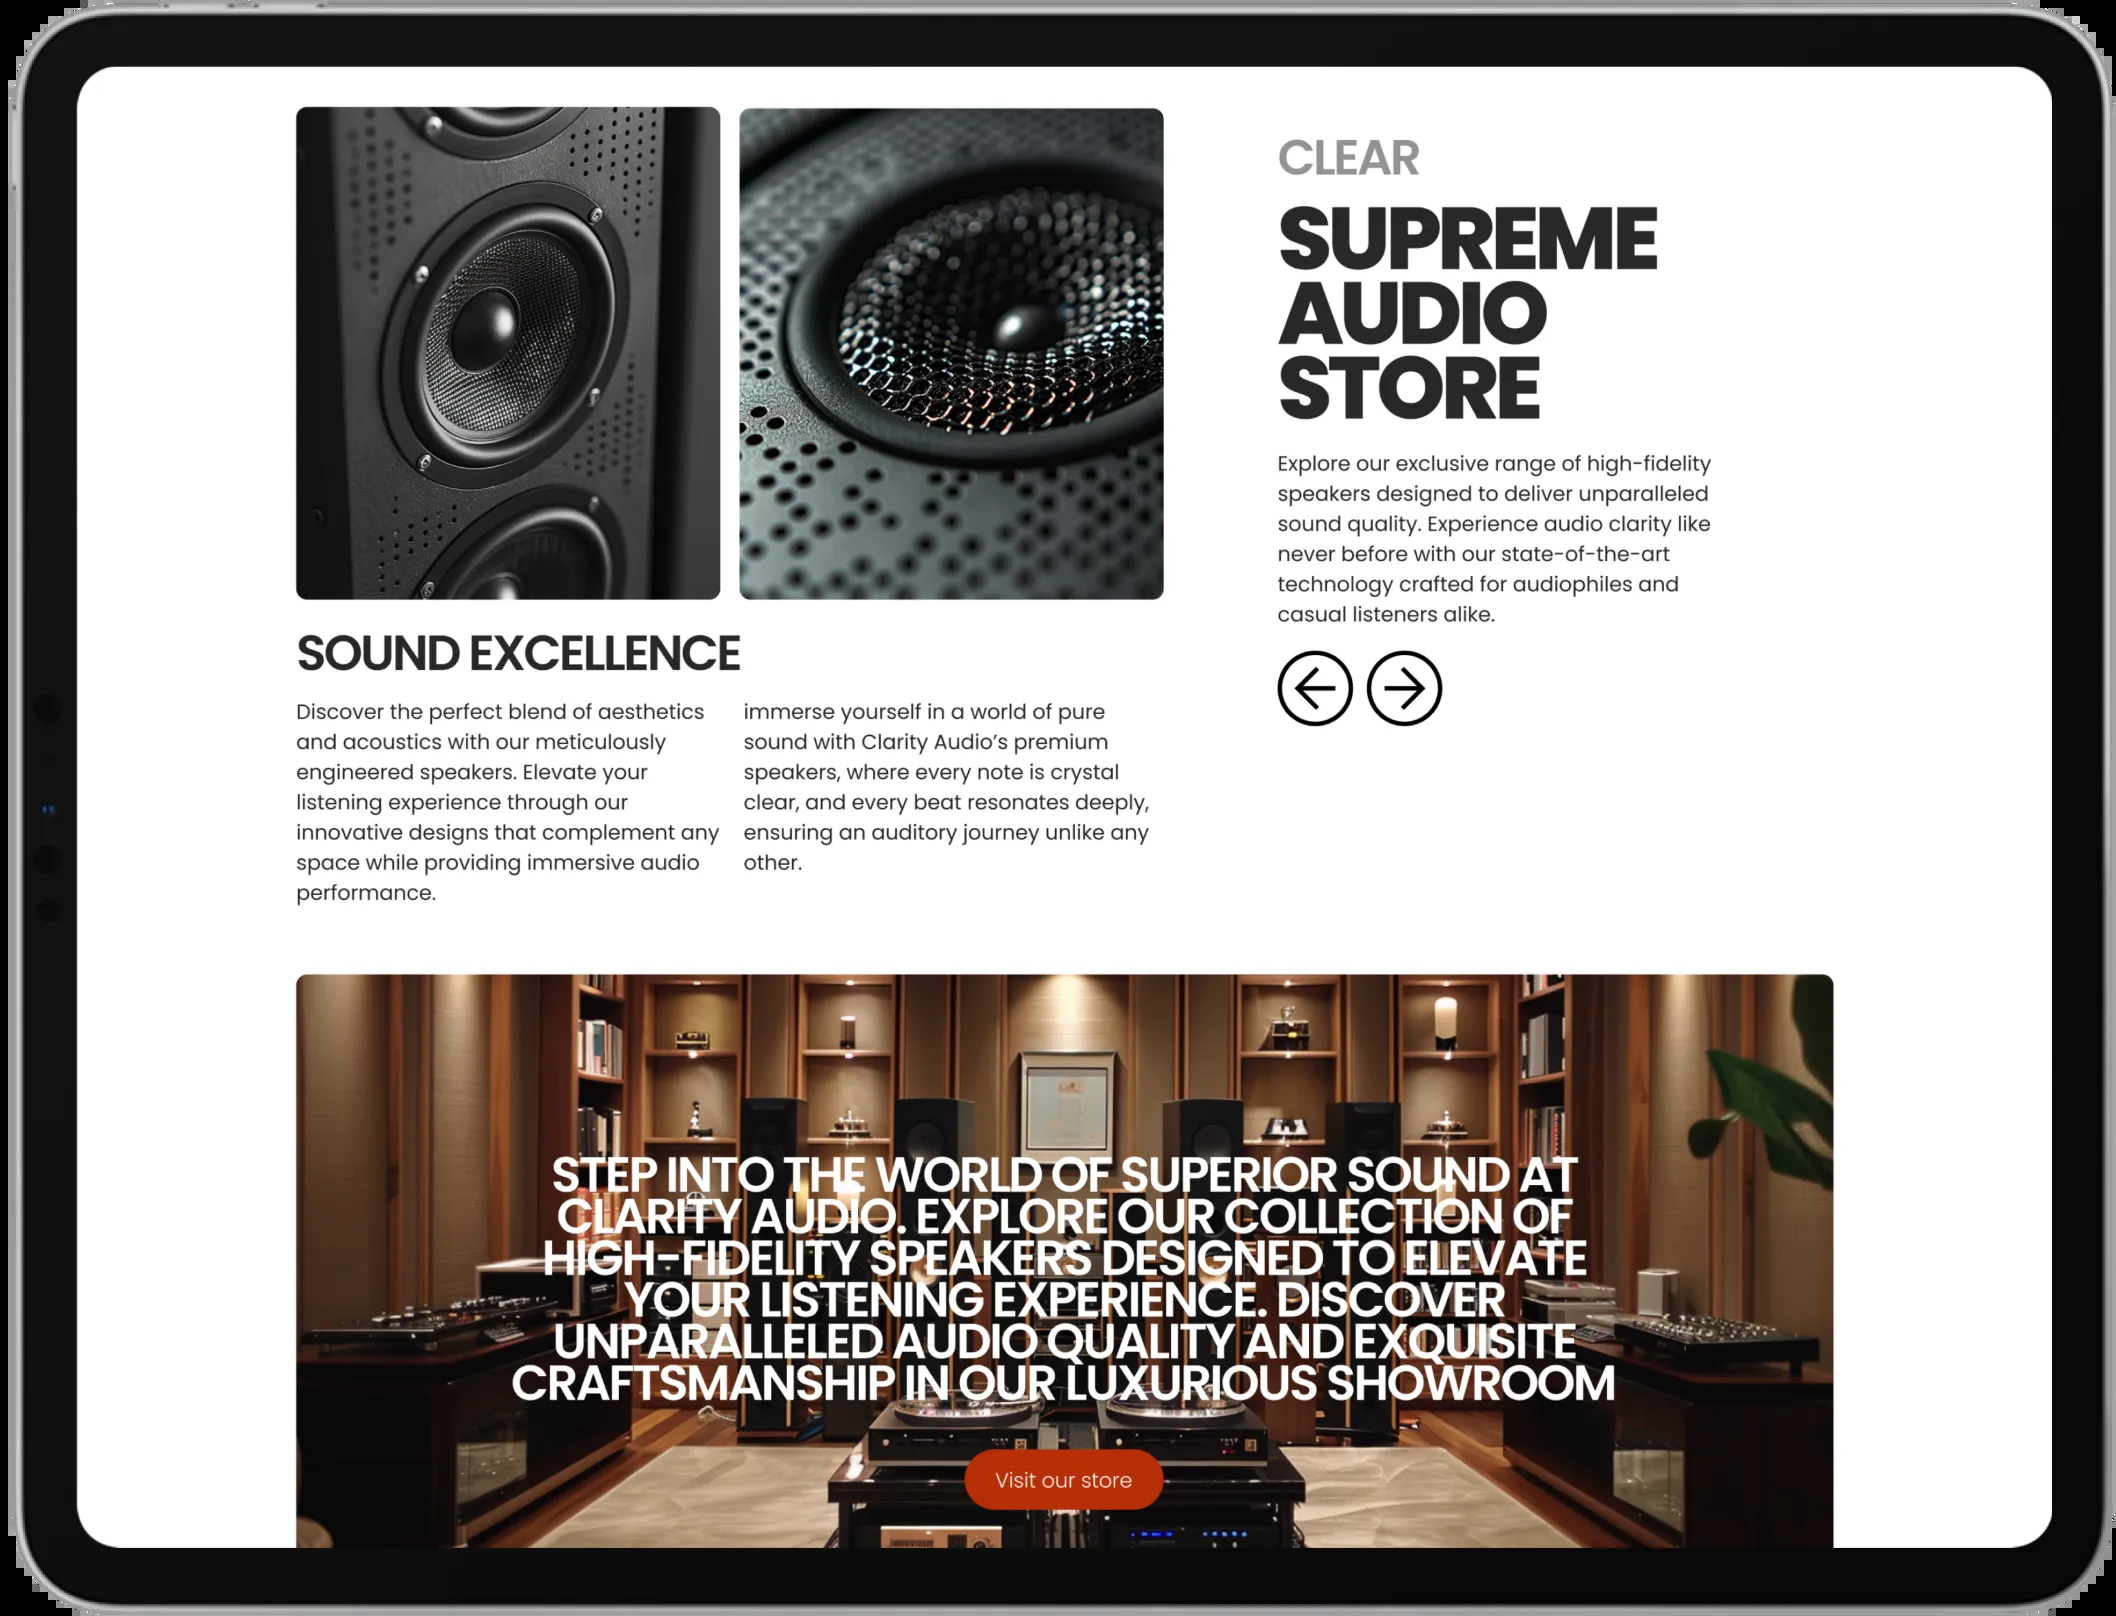 CLEAR
SUPREME
AUDIO
STORE
Explore our exclusive range of high-fidelity
speakers designed to deliver unparalleled
sound quality. Experience audio clarity like
never before with our state-of-the-art
technology crafted for audiophiles and
casual listeners alike.
SOUND EXCELLENCE
Discover the perfect blend of aesthetics
and acoustics with our meticulously
engineered speakers. Elevate your
listening experience through our
innovative designs that complement any
space while providing immersive audio
performance.
immerse yourself in a world of pure
sound with Clarity Audio’s premium
speakers, where every note is crystal
clear, and every beat resonates deeply,
ensuring an auditory journey unlike any
other.
STEP INTO THE WORLD OF SUPERIOR SOUND AT
CLARITY AUDIO. EXPLORE OUR COLLECTION OF
HIGH-FIDELITY SPEAKERS DESIGNED TO ELEVATE
YOUR LISTENING EXPERIENCE. DISCOVER
UNPARALLELED AUDIO QUALITY AND EXQUISITE
CRAFTSMANSHIP IN OUR LUXURIOUS SHOWROOM
Visit our store